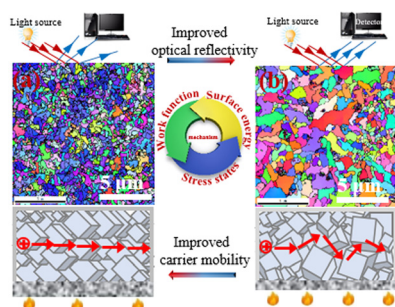 Light source
Improved
optical reflectivity
Light source
Detector
(a)
(b)
Work function
Surface energy
Stress states
mechanism
5 μm
5 μm
Improved
carrier mobility